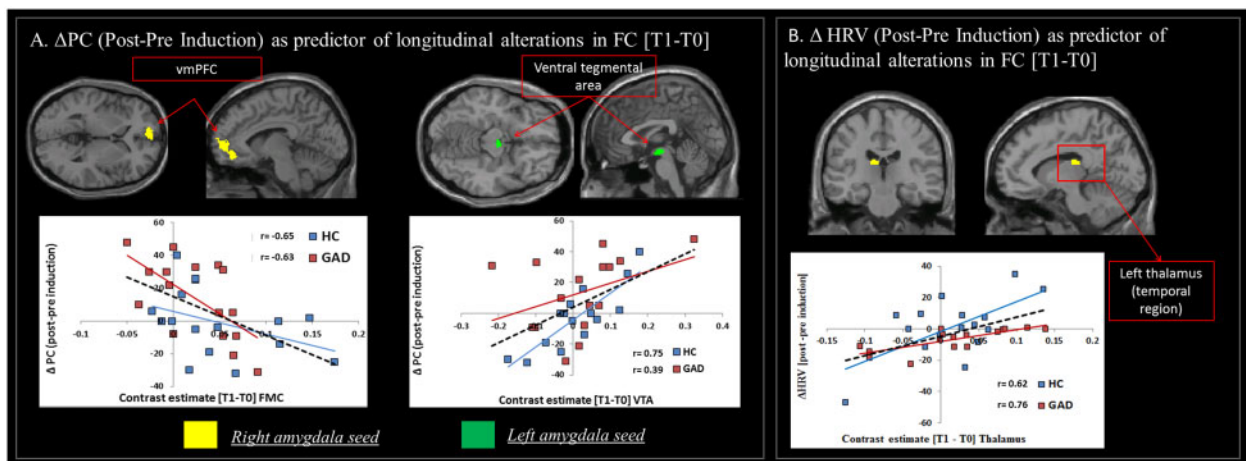 A. ΔPC (Post-Pre Induction) as predictor of longitudinal alterations in FC [T1-T0]
vmPFC
Ventral tegmental
area
60
r= -0.65
HC
r= -0.63
GAD
40
20
0
-20
-40
-0.1
-0.05
0
0.05
0.1
0.15
0.2
Δ PC (post-pre induction)
Contrast estimate [T1-T0] FMC
60
40
20
0
-20
-40
-0.3
-0.2
-0.1
0
0.1
0.2
0.3
0.4
r= 0.75
HC
r= 0.39
GAD
Δ PC (post-pre induction)
Contrast estimate [T1-T0] VTA
Right amygdala seed
Left amygdala seed
B. Δ HRV (Post-Pre Induction) as predictor of
longitudinal alterations in FC [T1-T0]
Left thalamus
(temporal
region)
40
20
0
-20
-40
-60
-0.15
-0.1
-0.05
0
0.05
0.1
0.15
r= 0.62
HC
r= 0.76
GAD
ΔHRV [post -pre induction]
Contrast estimate [T1 - T0] Thalamus